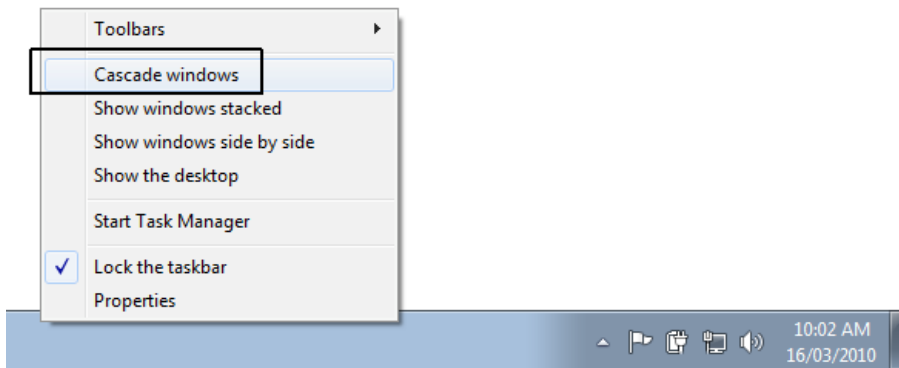 Toolbars
Cascade windows
Show windows stacked
Show windows side by side
Show the desktop
Start Task Manager
Lock the taskbar
Properties
10:02 AM
16/03/2010